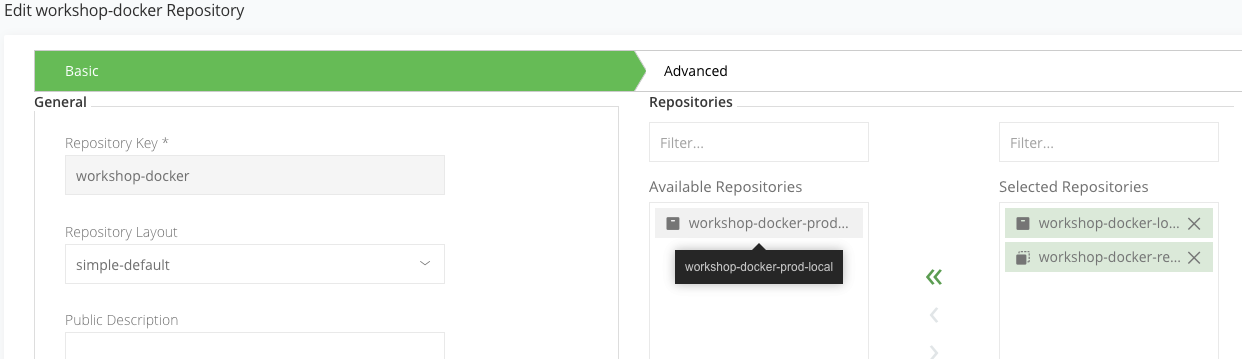 Edit workshop-docker Repository
Basic
Advanced
General
Repository Key *
workshop-docker
Repository Layout
simple-default
Public Description
Repositories
Filter...
Available Repositories
workshop-docker-prod...
workshop-docker-prod-local
Filter...
Selected Repositories
workshop-docker-lo...
workshop-docker-re...